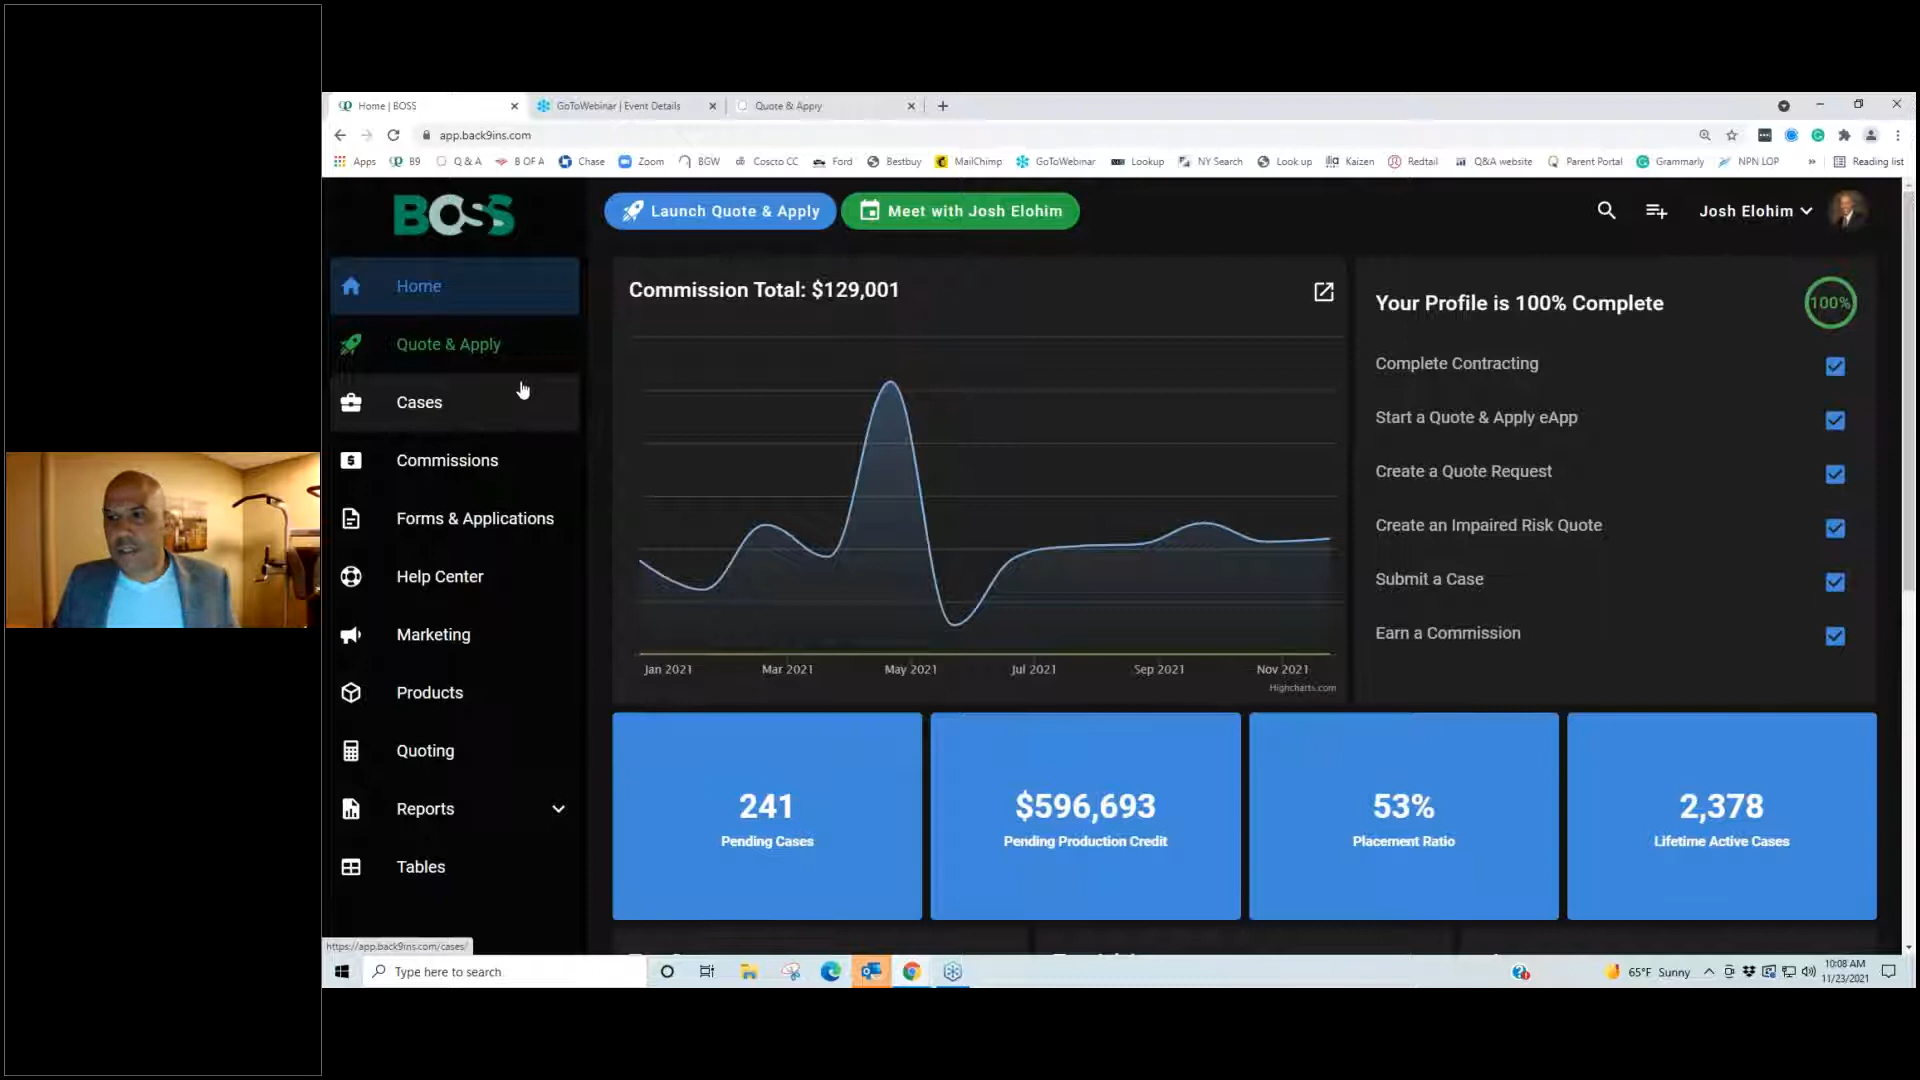 Home | BOSS
GoToWebinar | Event Details
Quote & Apply
app.back9ins.com
Apps
B9
Q & A
B OF A
Chase
Zoom
BGW
Coscto CC
Ford
Bestbuy
MailChimp
GoToWebinar
Lookup
NY Search
Look up
Kaizen
Redtail
Q&A website
Parent Portal
Grammarly
NPN LOP
»
Reading list
BOSS
Launch Quote & Apply
Meet with Josh Elohim
Josh Elohim
Home
Quote & Apply
Cases
Commissions
Forms & Applications
Help Center
Marketing
Products
Quoting
Reports
Tables
Commission Total: $129,001
Jan 2021
Mar 2021
May 2021
Jul 2021
Sep 2021
Nov 2021
Highcharts.com
Your Profile is 100% Complete
100%
Complete Contracting
Start a Quote & Apply eApp
Create a Quote Request
Create an Impaired Risk Quote
Submit a Case
Earn a Commission
241
Pending Cases
$596,693
Pending Production Credit
53%
Placement Ratio
2,378
Lifetime Active Cases
https://app.back9ins.com/cases/
Type here to search
65°F Sunny
10:08 AM
11/23/2021